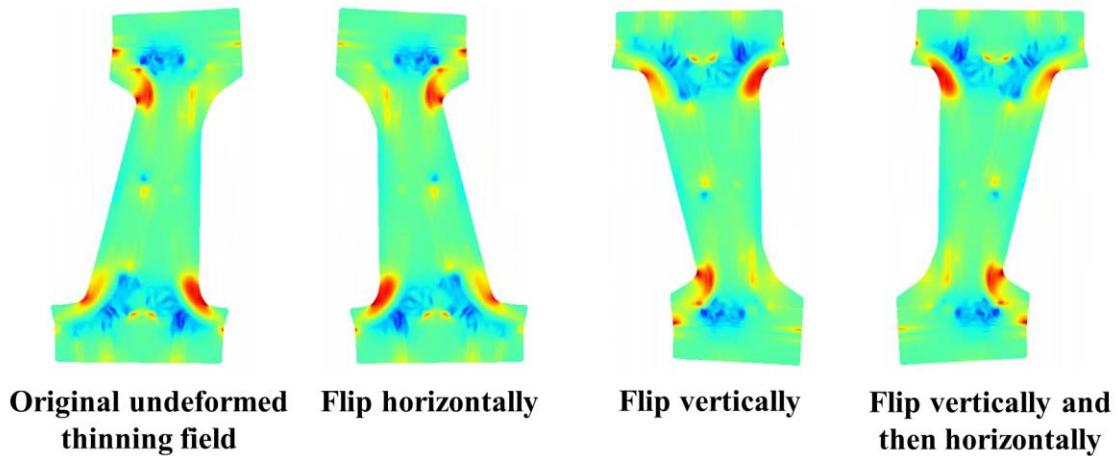 Original undeformed
thinning field
Flip horizontally
Flip vertically
Flip vertically and
then horizontally